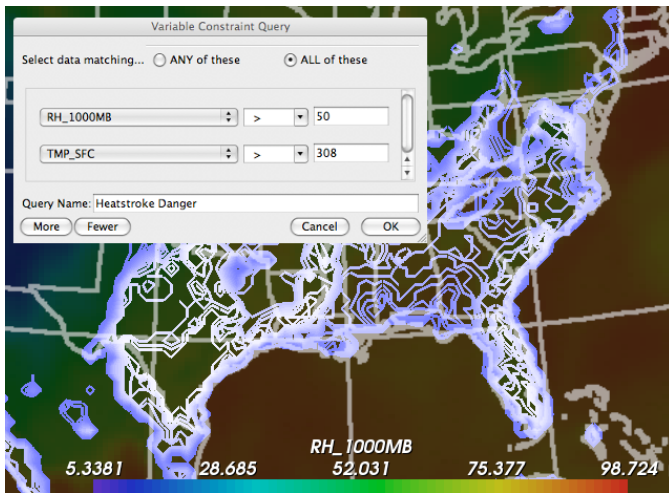 Variable Constraint Query
Select data matching... ANY of these ALL of these
RH_1000MB > 50
TMP_SFC > 308
Query Name: Heatstroke Danger
More Fewer Cancel OK
RH_1000MB
5.3381 28.685 52.031 75.377 98.724